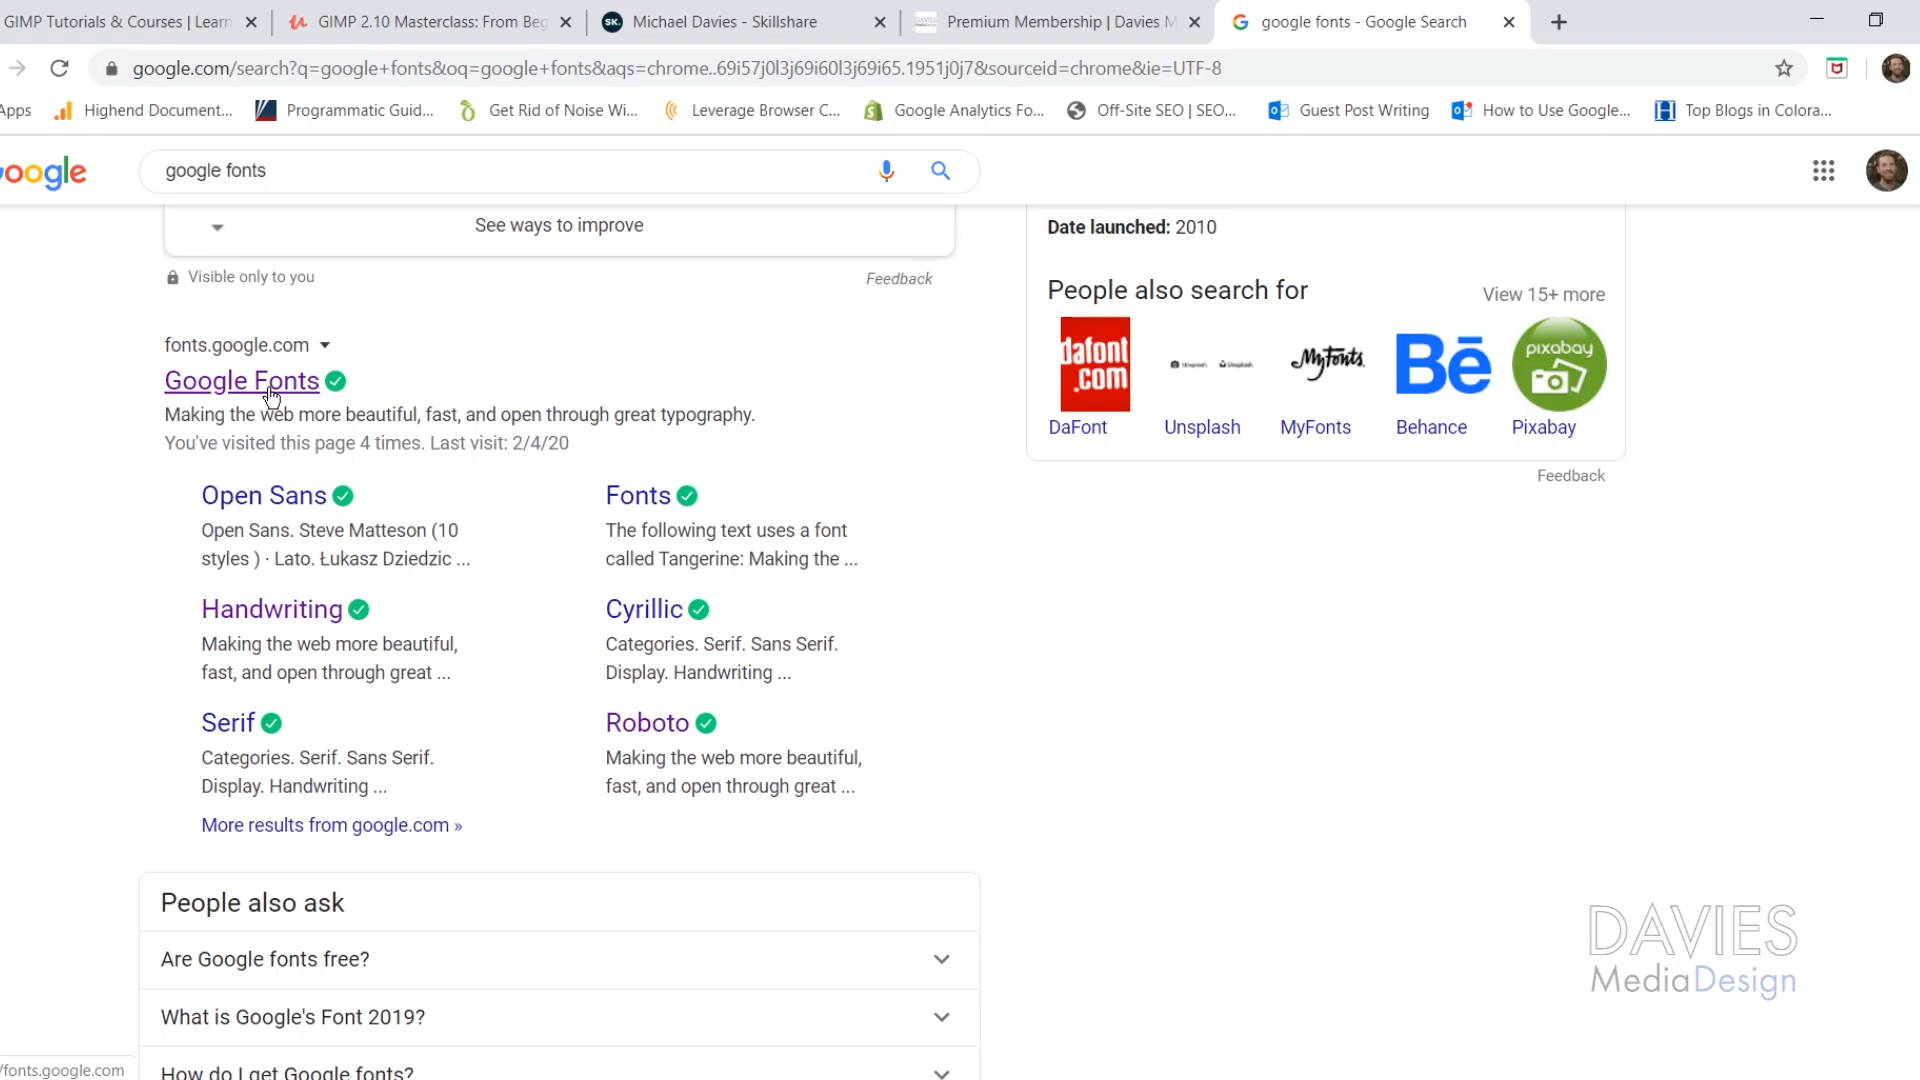 GIMP Tutorials & Courses | Learn
GIMP 2.10 Masterclass: From Beg
SK.
Michael Davies - Skillshare
Premium Membership | Davies M
google fonts - Google Search
google.com/search?q=google+fonts&oq=google+fonts&aqs=chrome..69i57j0l3j69i60l3j69i65.1951j0j7&sourceid=chrome&ie=UTF-8
Apps
Highend Document...
Programmatic Guid...
Get Rid of Noise Wi...
Leverage Browser C...
Google Analytics Fo...
Off-Site SEO | SEO...
Guest Post Writing
How to Use Google...
Top Blogs in Colora...
oogle
google fonts
See ways to improve
Visible only to you
Feedback
fonts.google.com
Google Fonts
Making the web more beautiful, fast, and open through great typography.
You've visited this page 4 times. Last visit: 2/4/20
Open Sans
Open Sans. Steve Matteson (10
styles ) · Lato. Łukasz Dziedzic ...
Fonts
The following text uses a font
called Tangerine: Making the ...
Handwriting
Making the web more beautiful,
fast, and open through great ...
Cyrillic
Categories. Serif. Sans Serif.
Display. Handwriting ...
Serif
Categories. Serif. Sans Serif.
Display. Handwriting ...
Roboto
Making the web more beautiful,
fast, and open through great ...
More results from google.com »
People also ask
Are Google fonts free?
What is Google's Font 2019?
How do I get Google fonts?
Date launched: 2010
People also search for
View 15+ more
dafont
.com
Unsplash Unsplash
MyFonts.
Bē
pixabay
DaFont
Unsplash
MyFonts
Behance
Pixabay
Feedback
DAVIES
MediaDesign
/fonts.google.com